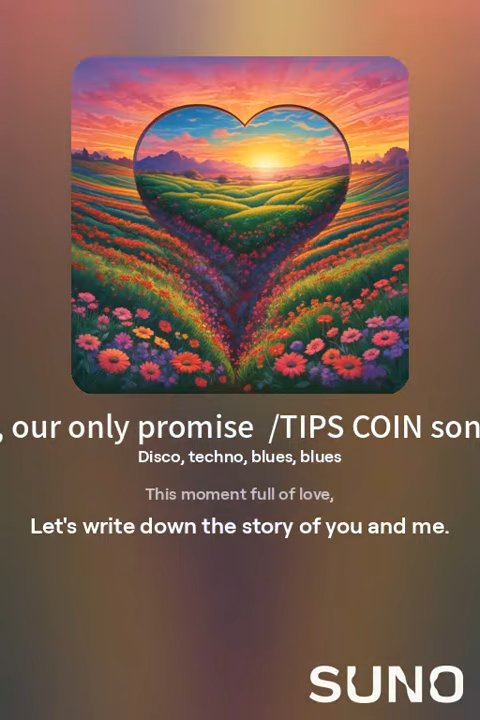 , our only promise  /TIPS COIN son
Disco, techno, blues, blues
This moment full of love,
Let's write down the story of you and me.
SUNO